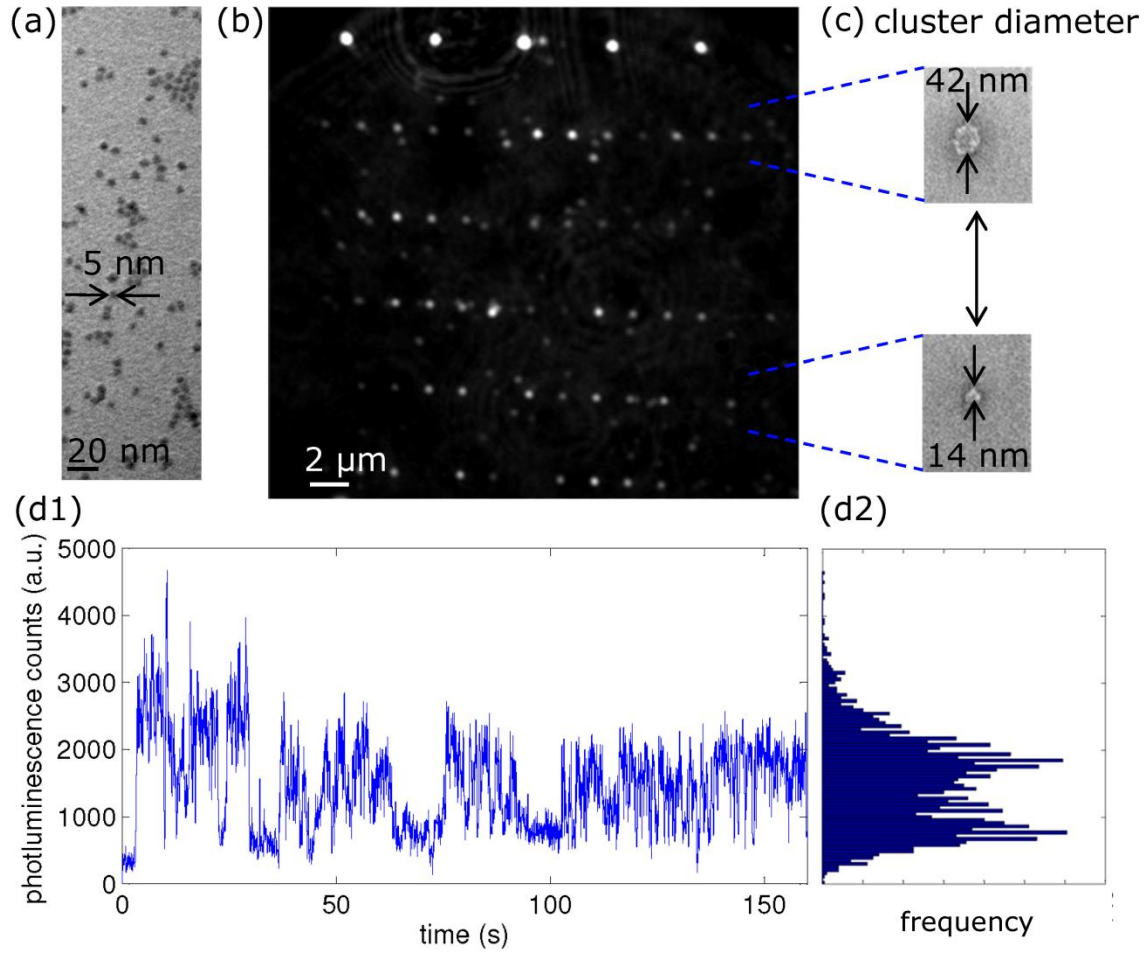 (a)
(b)
(c) cluster diameter
5 nm
20 nm
2 µm
42 nm
14 nm
(d1)
(d2)
5000
4000
3000
2000
1000
0
photluminescence counts (a.u.)
0
50
100
150
time (s)
frequency